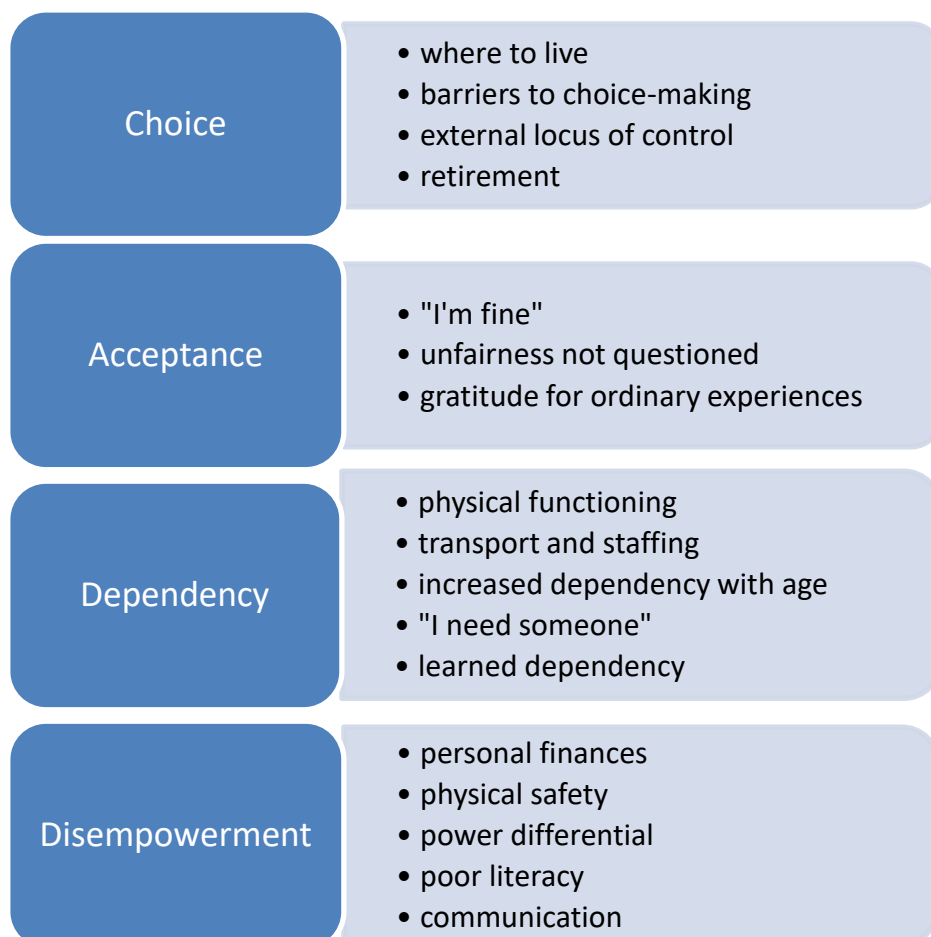 Choice
• where to live
• barriers to choice-making
• external locus of control
• retirement
Acceptance
• "I'm fine"
• unfairness not questioned
• gratitude for ordinary experiences
Dependency
• physical functioning
• transport and staffing
• increased dependency with age
• "I need someone"
• learned dependency
Disempowerment
• personal finances
• physical safety
• power differential
• poor literacy
• communication